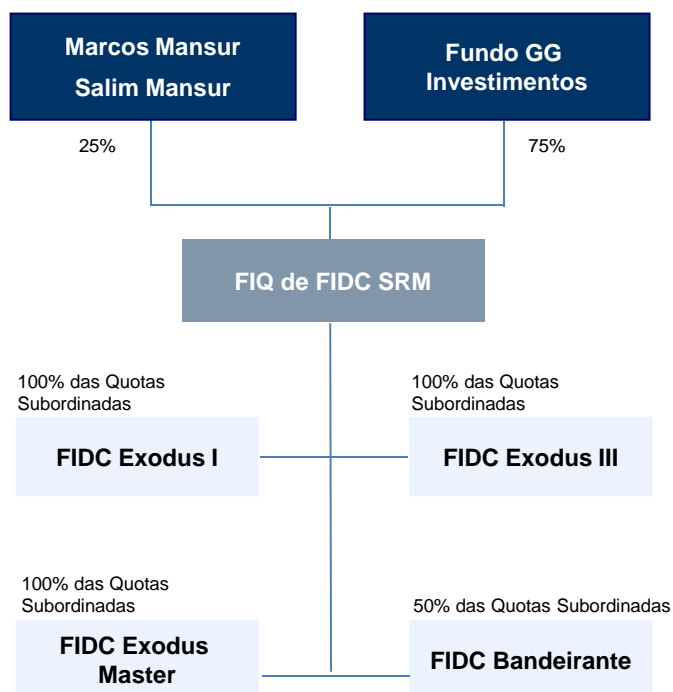 Marcos Mansur
Salim Mansur
Fundo GG
Investimentos
25%
75%
FIQ de FIDC SRM
100% das Quotas
Subordinadas
100% das Quotas
Subordinadas
FIDC Exodus I
FIDC Exodus III
100% das Quotas
Subordinadas
50% das Quotas Subordinadas
FIDC Exodus
Master
FIDC Bandeirante